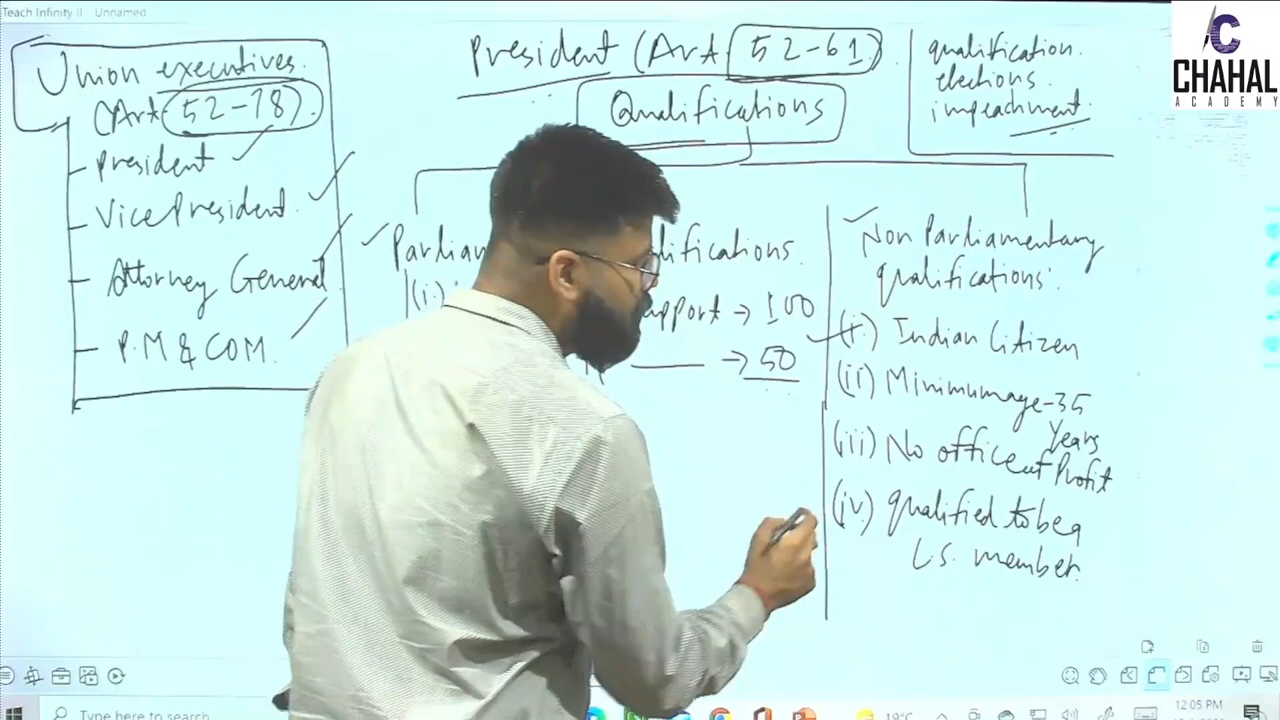 Teach Infinity II Unnamed
C
CHAHAL
ACADEMY
Union executives.
(Art. 52-78).
President
Vice President.
Attorney General
P.M & COM.
President (Art. 52-61)
Qualifications
qualification.
elections.
impeachment.
(i.)
→ 100
→ 50
Non Parliamentary
qualifications:
(i.) Indian Citizen
(ii) Minimum age-35
Years
(iii) No office of Profit
(iv.) qualified to be a
L.S. member.
Type here to search
19°C
12:05 PM